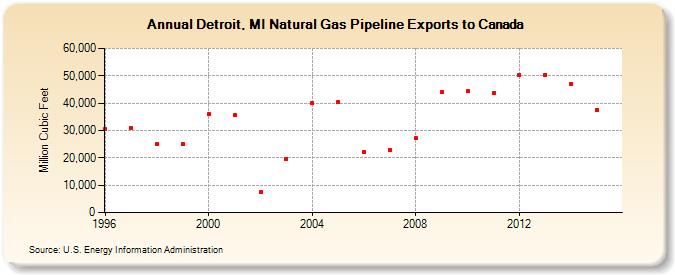 Annual Detroit, MI Natural Gas Pipeline Exports to Canada
Million Cubic Feet
60,000
50,000
40,000
30,000
20,000
10,000
0
1996 2000 2004 2008 2012
Source: U.S. Energy Information Administration